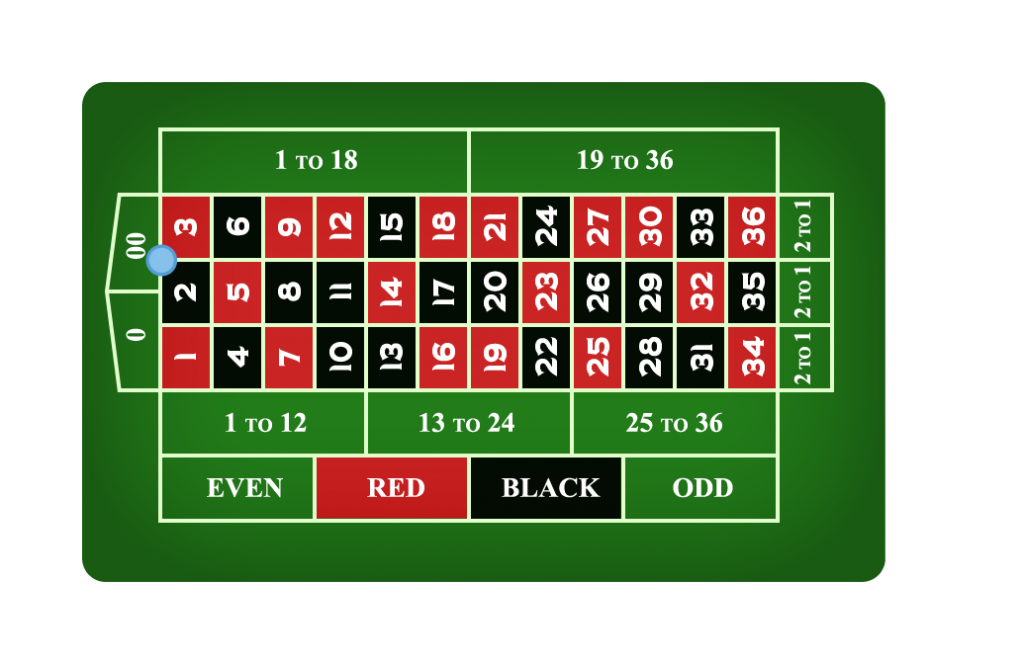 1 TO 18 19 TO 36
00 3 6 9 12 15 18 21 24 27 30 33 36 2 to 1
2 5 8 11 14 17 20 23 26 29 32 35 2 to 1
0 1 4 7 10 13 16 19 22 25 28 31 34 2 to 1
1 TO 12 13 TO 24 25 TO 36
EVEN RED BLACK ODD